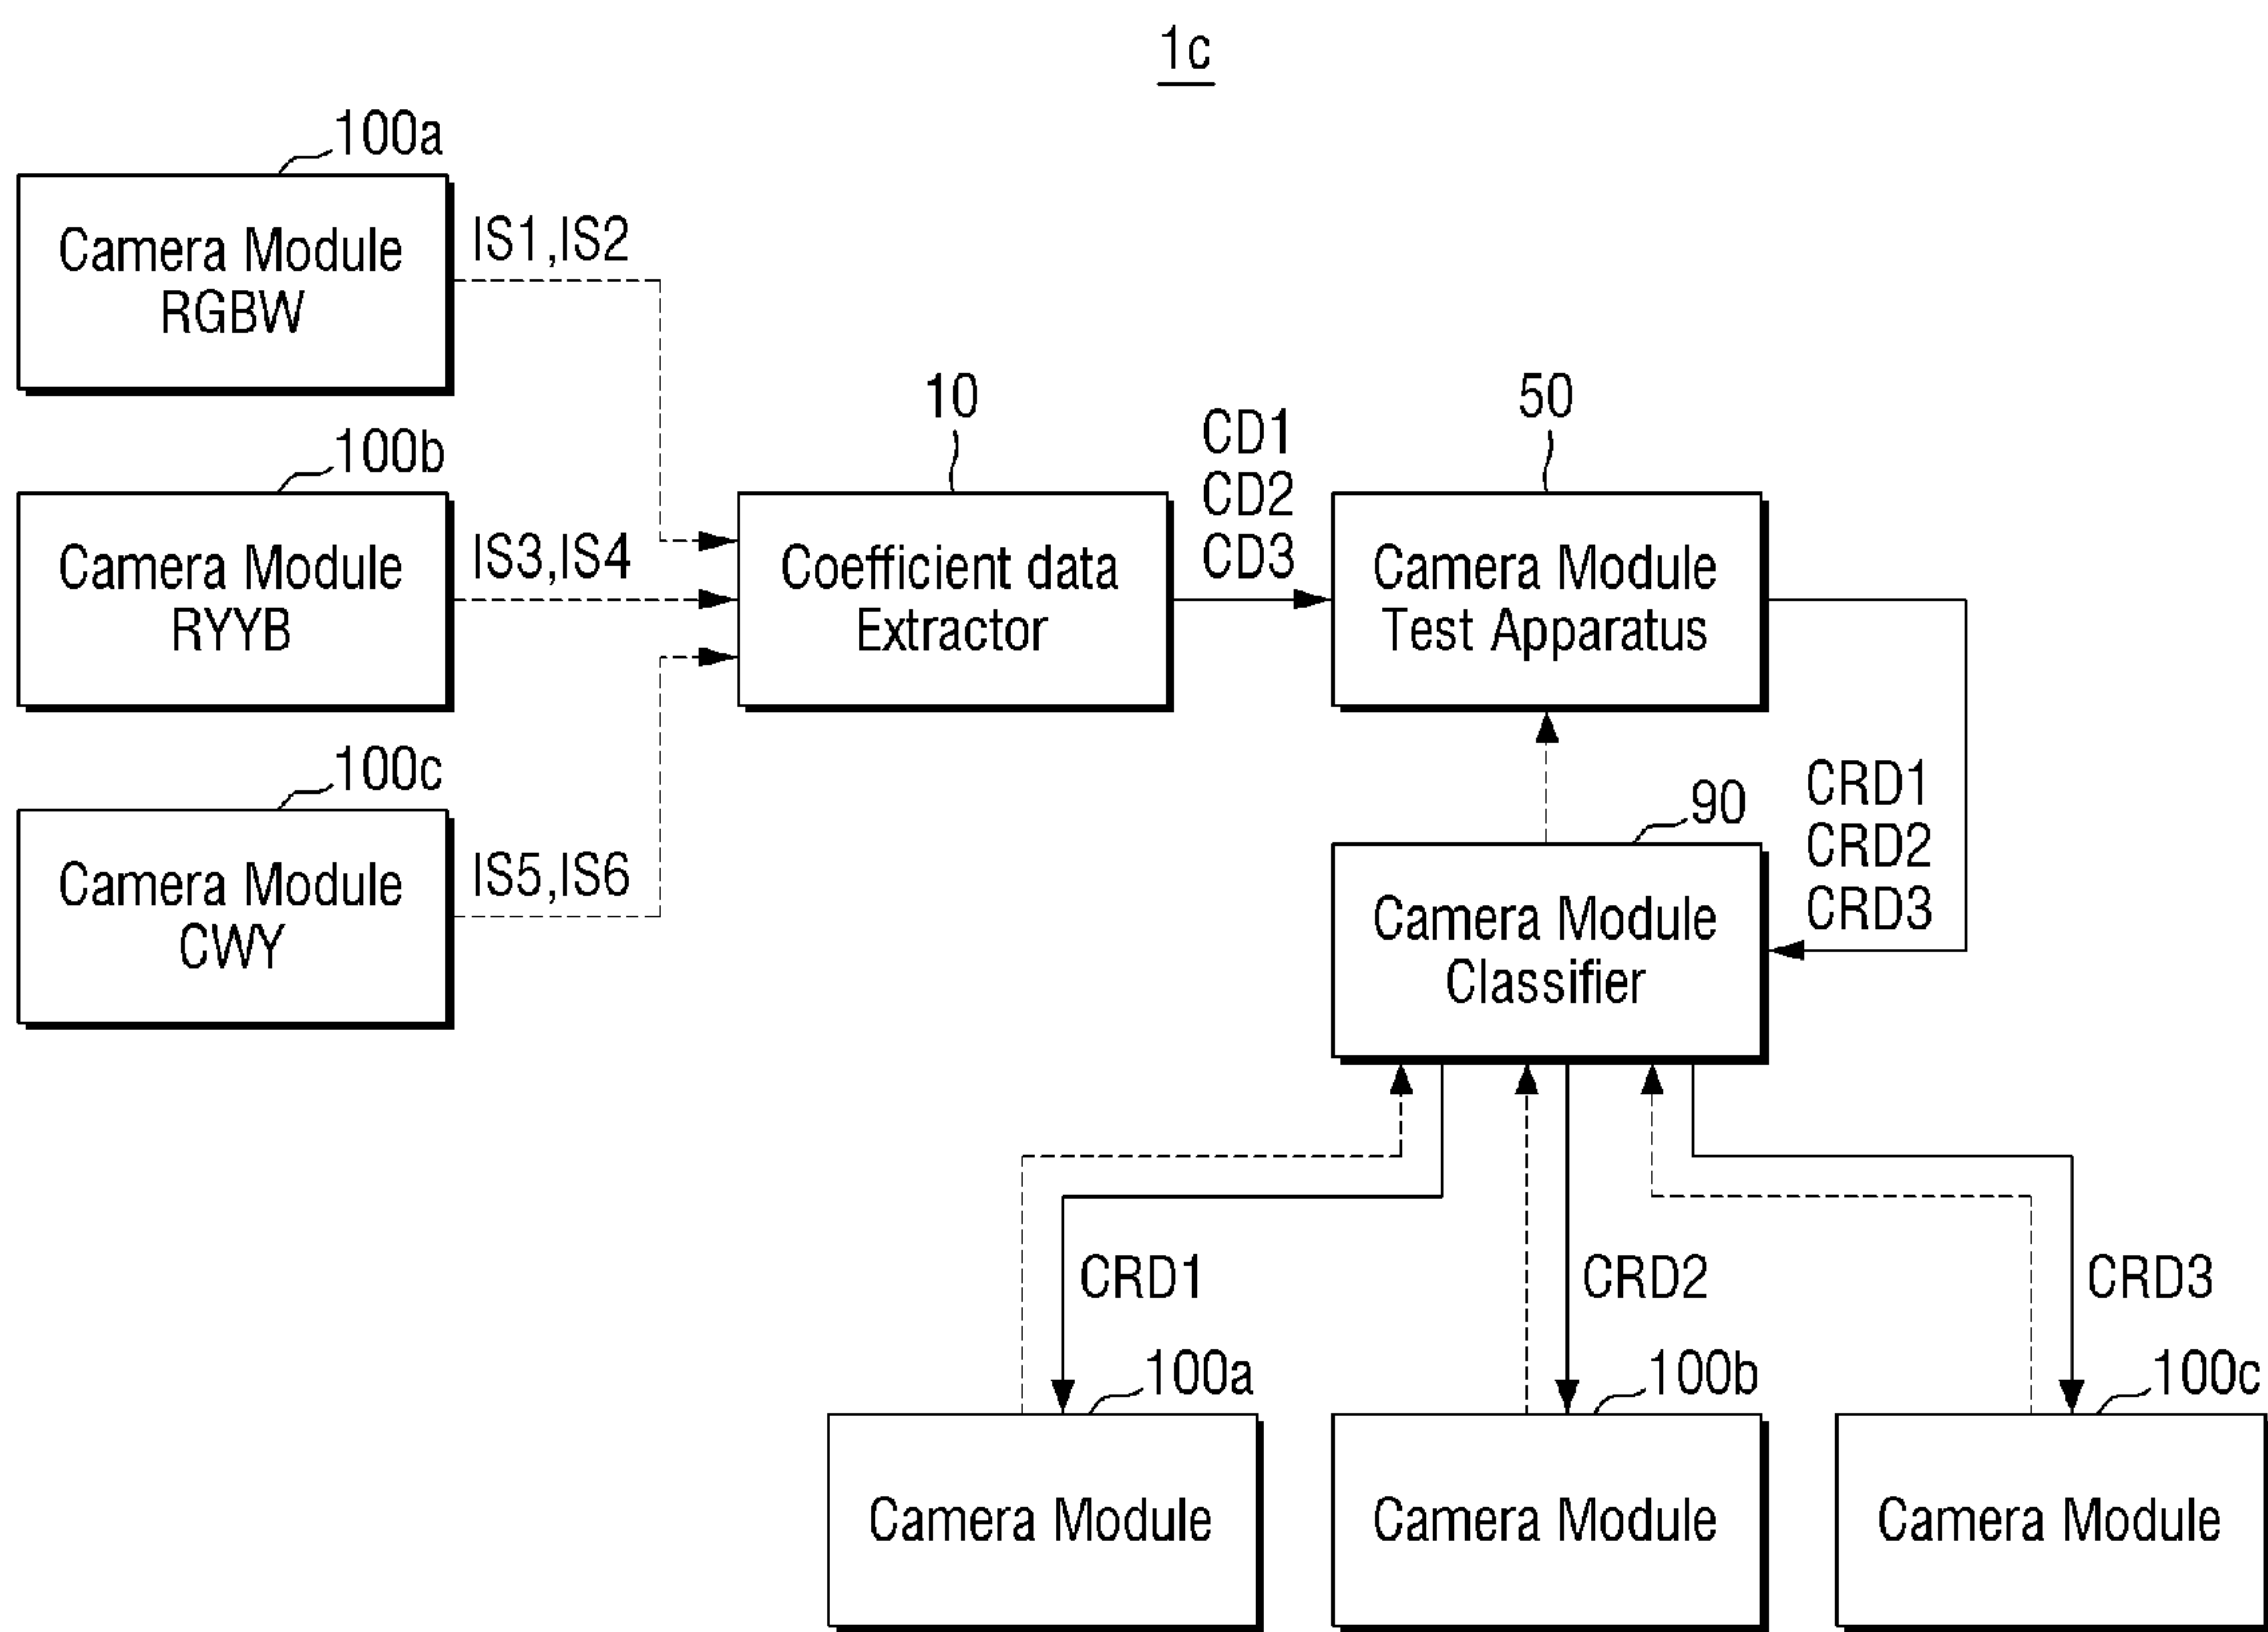 1c
100a
Camera Module
RGBW
IS1,IS2
100b
Camera Module
RYYB
IS3,IS4
100c
Camera Module
CWY
IS5,IS6
10
Coefficient data
Extractor
CD1
CD2
CD3
50
Camera Module
Test Apparatus
CRD1
CRD2
CRD3
90
Camera Module
Classifier
CRD1
CRD2
CRD3
100a
Camera Module
100b
Camera Module
100c
Camera Module